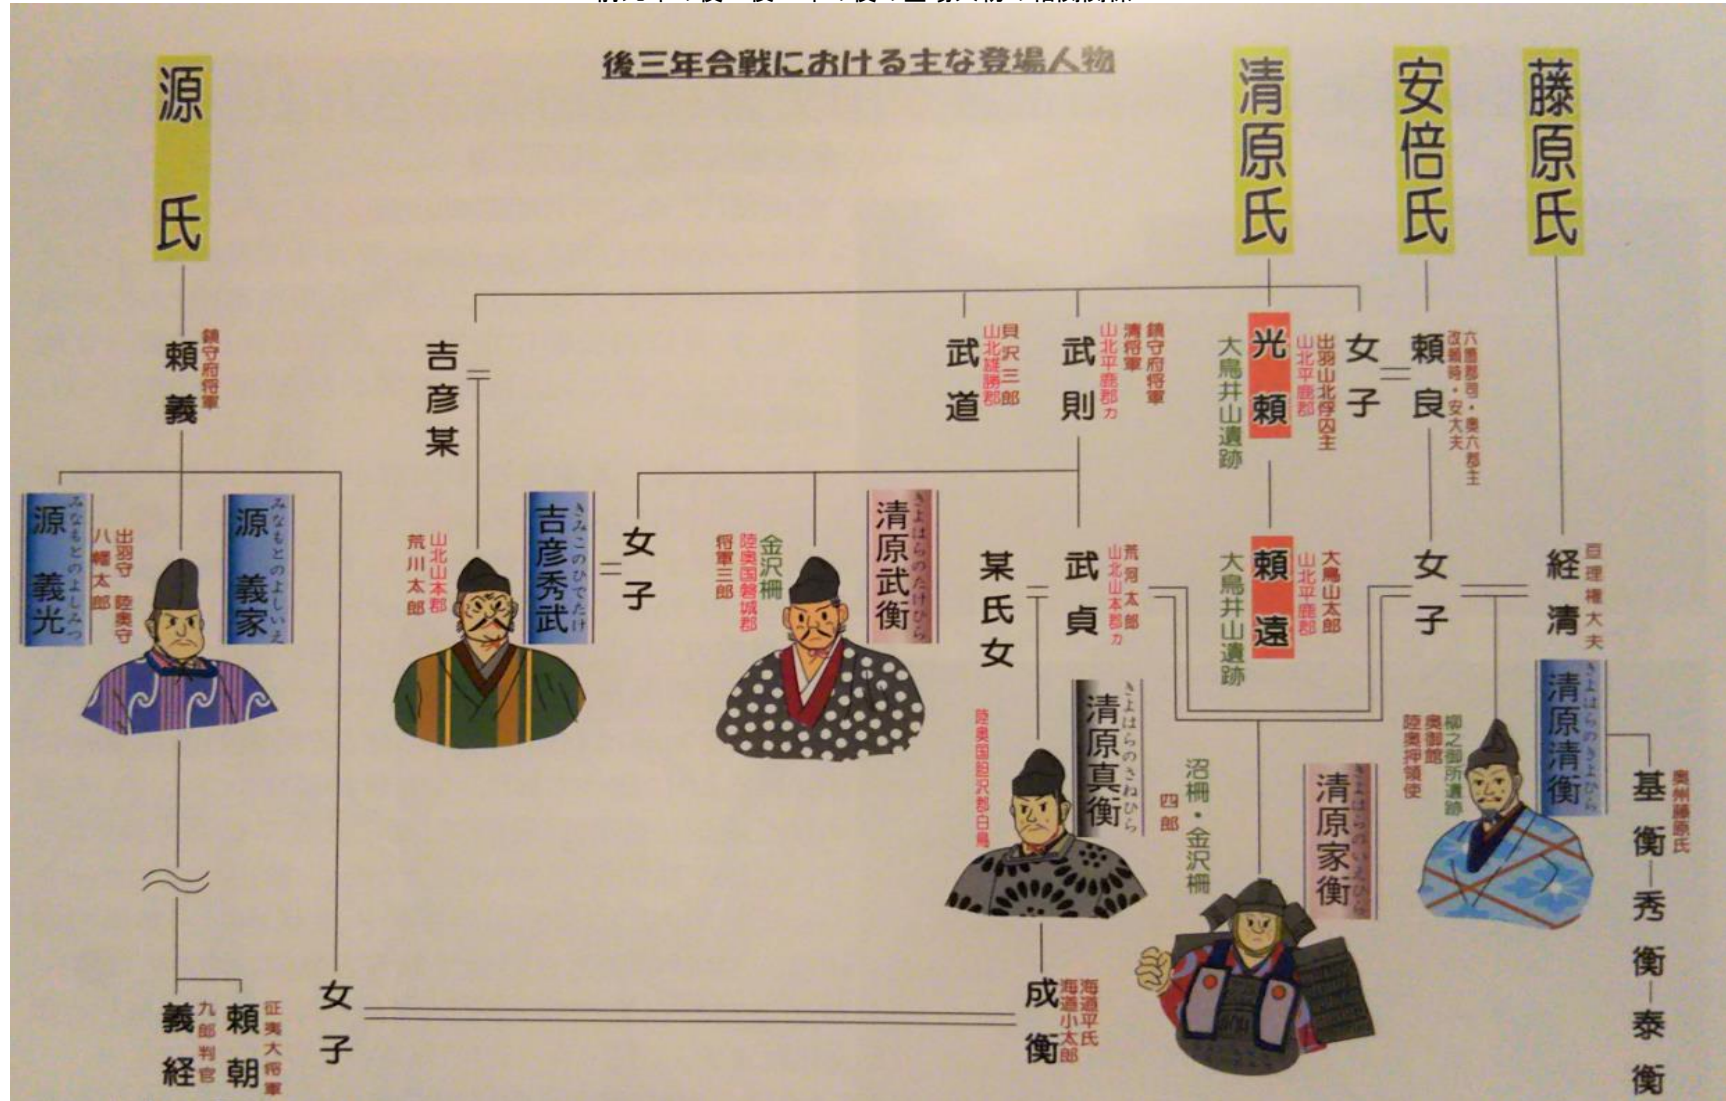 後三年合戦における主な登場人物
藤原氏
安倍氏
清原氏
源氏
六箇郡司・奥六郡主
改頼時・安大夫
頼良
女子
出羽山北俘囚主
山北平鹿郡
光頼
大鳥井山遺跡
鎮守府将軍
清将軍
山北平鹿郡カ
武則
貝沢三郎
山北雄勝郡
武道
吉彦某
鎮守府将軍
頼義
亘理権大夫
経清
女子
大鳥山太郎
山北平鹿郡
頼遠
大鳥井山遺跡
荒河太郎
山北山本郡カ
武貞
某氏女
きよはらのたけひら
清原武衡
金沢柵
陸奥国磐城郡
将軍三郎
女子
きみこのひでたけ
吉彦秀武
山北山本郡
荒川太郎
みなもとのよしいえ
源義家
出羽守 陸奥守
八幡太郎
みなもとのよしみつ
源義光
きよはらのきよひら
清原清衡
柳之御所遺跡
奥御館
陸奥押領使
きよはらのいえひら
清原家衡
沼柵・金沢柵
四郎
きよはらのさねひら
清原真衡
陸奥国胆沢郡白鳥
奥州藤原氏
基衡
秀衡
泰衡
海道平氏
海道小太郎
成衡
女子
征夷大将軍
頼朝
九郎判官
義経